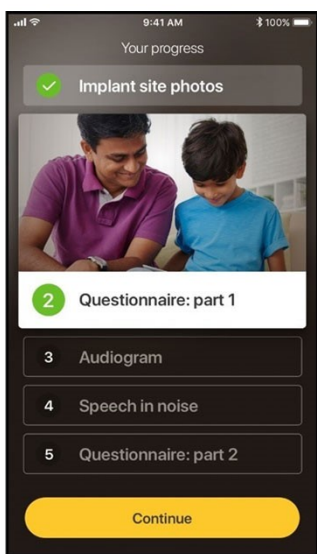 9:41 AM
100%
Your progress
Implant site photos
2
Questionnaire: part 1
3 Audiogram
4 Speech in noise
5 Questionnaire: part 2
Continue